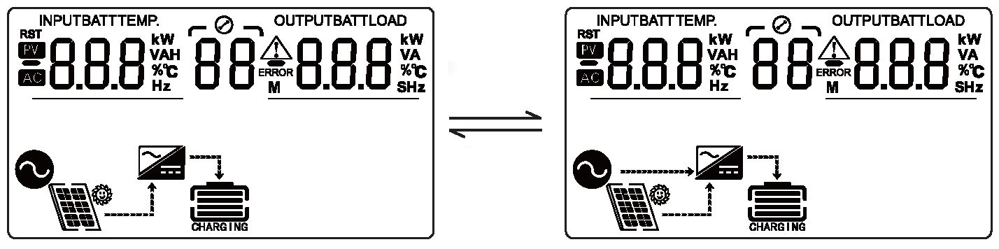 INPUTBATTTEMP. OUTPUTBATTLOAD
RST
PV
AC
8.8.8
kW
VAH
%℃
Hz
88
ERROR
M
8.8.8
kW
VA
%℃
SHz
CHARGING
INPUTBATTTEMP. OUTPUTBATTLOAD
RST
PV
AC
8.8.8
kW
VAH
%℃
Hz
88
ERROR
M
8.8.8
kW
VA
%℃
SHz
CHARGING